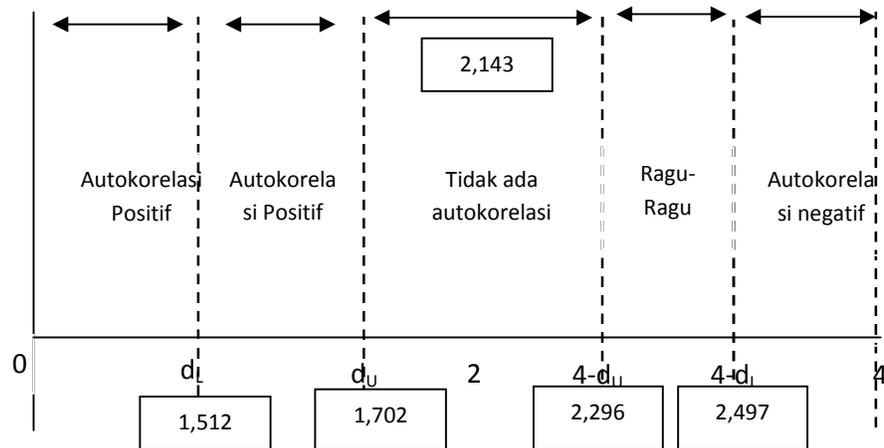 2,143
Autokorelasi
Positif
Autokorela
si Positif
Tidak ada
autokorelasi
Ragu-
Ragu
Autokorela
si negatif
0
dL
dU
2
4-dU
4-dL
4
1,512
1,702
2,296
2,497